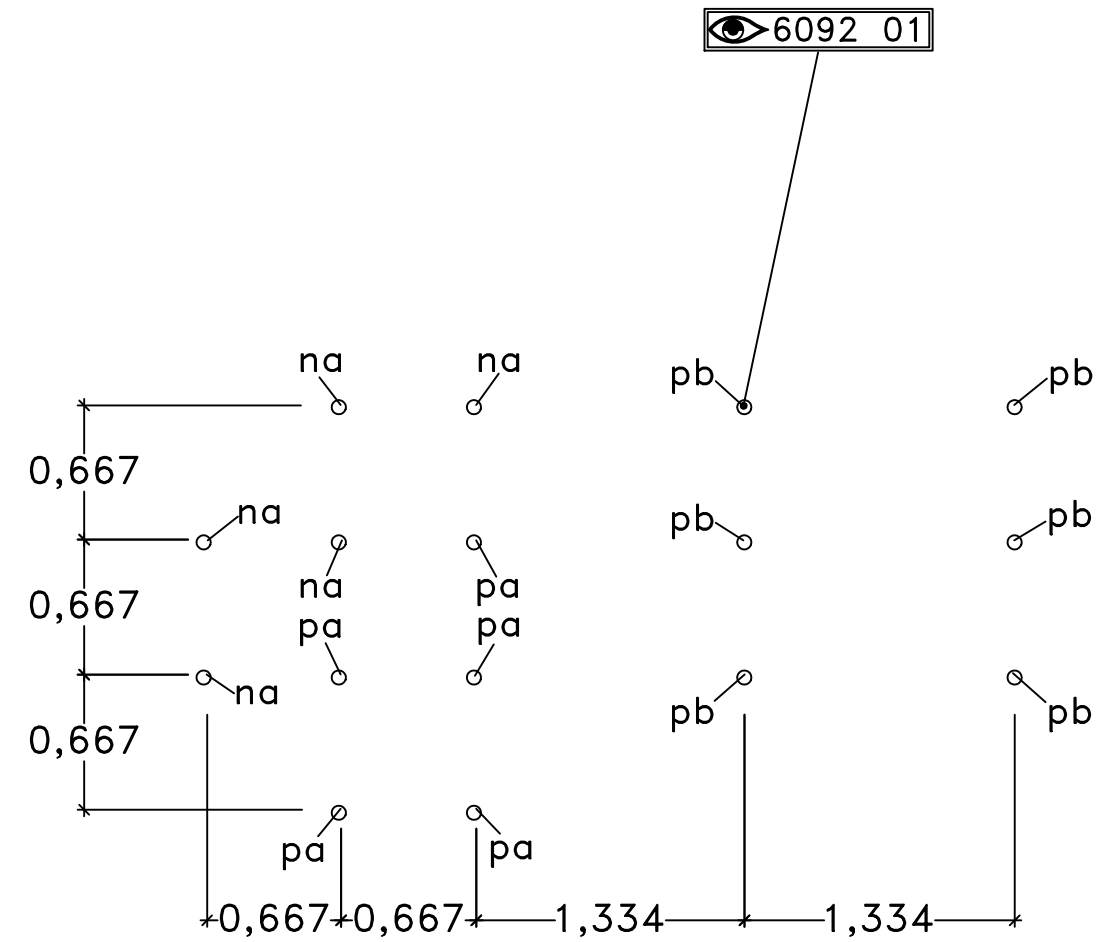 6092 01
na na pb pb
0,667
na pb pb
na pa
0,667
pa pa
na pb pb
0,667
pa pa
0,667 0,667 1,334 1,334